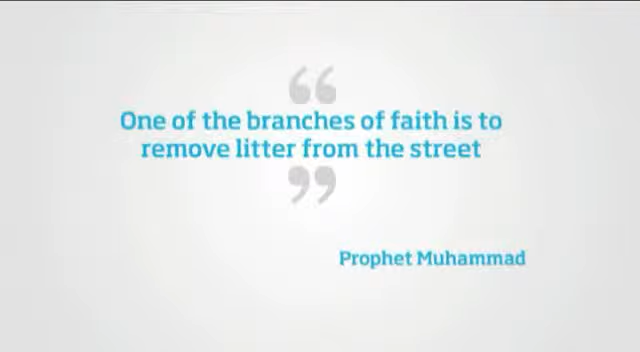 “
One of the branches of faith is to
remove litter from the street
”
Prophet Muhammad